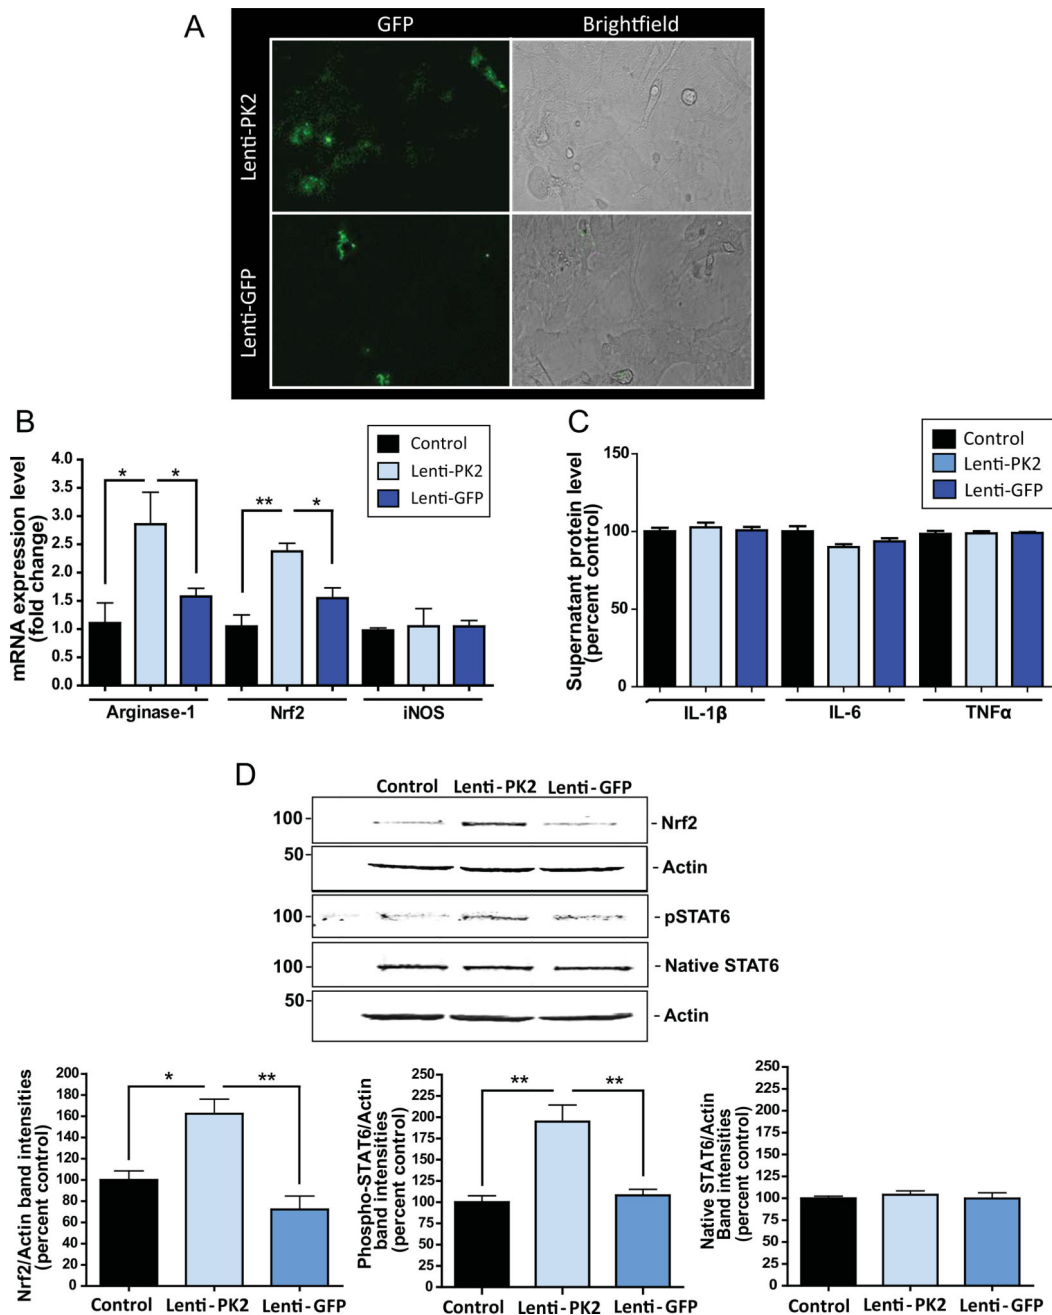 A
GFP
Brightfield
Lenti-PK2
Lenti-GFP
B
mRNA expression level
(fold change)
4.0
3.5
3.0
2.5
2.0
1.5
1.0
0.5
0.0
* *
** *
Control
Lenti-PK2
Lenti-GFP
Arginase-1 Nrf2 iNOS
C
Supernatant protein level
(percent control)
150
100
50
0
Control
Lenti-PK2
Lenti-GFP
IL-1β IL-6 TNFα
D
Control Lenti-PK2 Lenti-GFP
100 - Nrf2
50 - Actin
100 - pSTAT6
100 - Native STAT6
50 - Actin
Nrf2/Actin band intensities
(percent control)
200
180
160
140
120
100
80
60
40
20
0
* **
Control Lenti-PK2 Lenti-GFP
Phospho-STAT6/Actin
band intensities
(percent control)
250
225
200
175
150
125
100
75
50
25
0
** **
Control Lenti-PK2 Lenti-GFP
Native STAT6/Actin
Band intensities
(percent control)
250
225
200
175
150
125
100
75
50
25
0
Control Lenti-PK2 Lenti-GFP